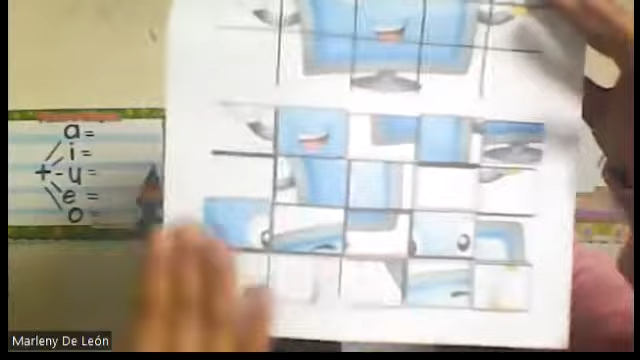 a=
i=
t-u=
e=
o=
Marleny De León